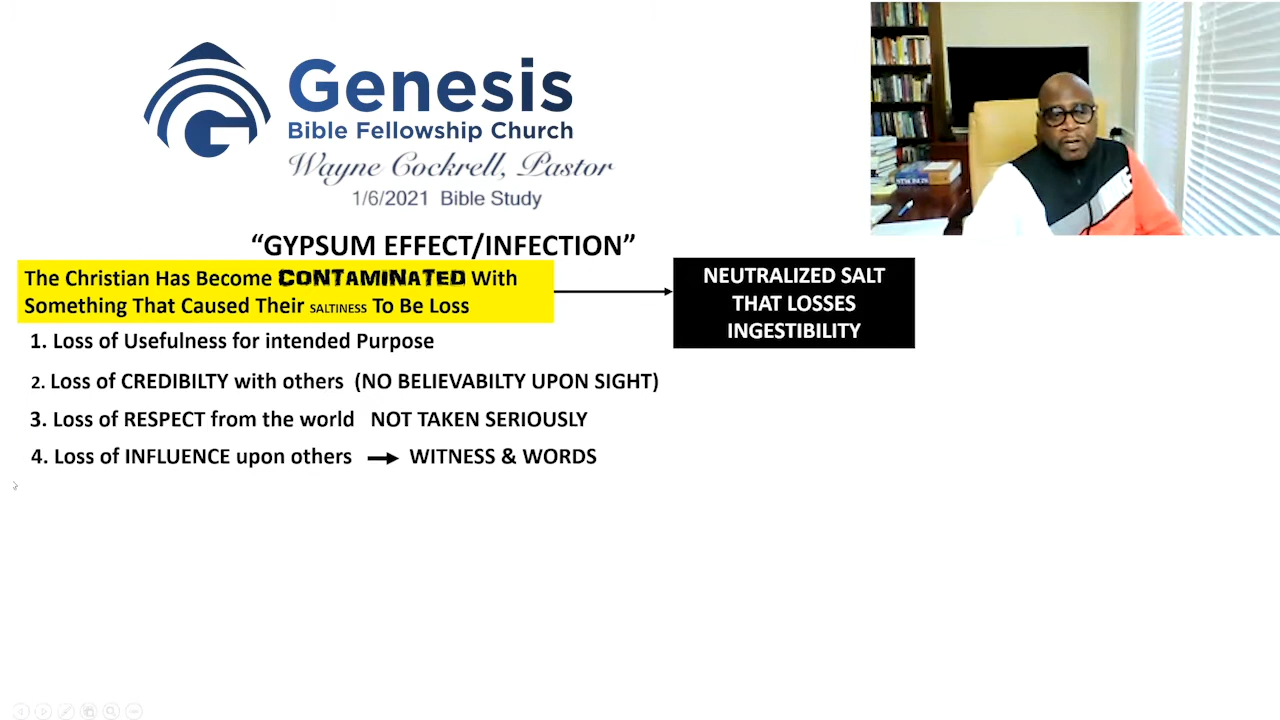 Genesis
Bible Fellowship Church
Wayne Cockrell, Pastor
1/6/2021 Bible Study
“GYPSUM EFFECT/INFECTION”
The Christian Has Become CONTAMINATED With
Something That Caused Their SALTINESS To Be Loss
NEUTRALIZED SALT
THAT LOSSES
INGESTIBILITY
1. Loss of Usefulness for intended Purpose
2. Loss of CREDIBILTY with others (NO BELIEVABILTY UPON SIGHT)
3. Loss of RESPECT from the world NOT TAKEN SERIOUSLY
4. Loss of INFLUENCE upon others → WITNESS & WORDS